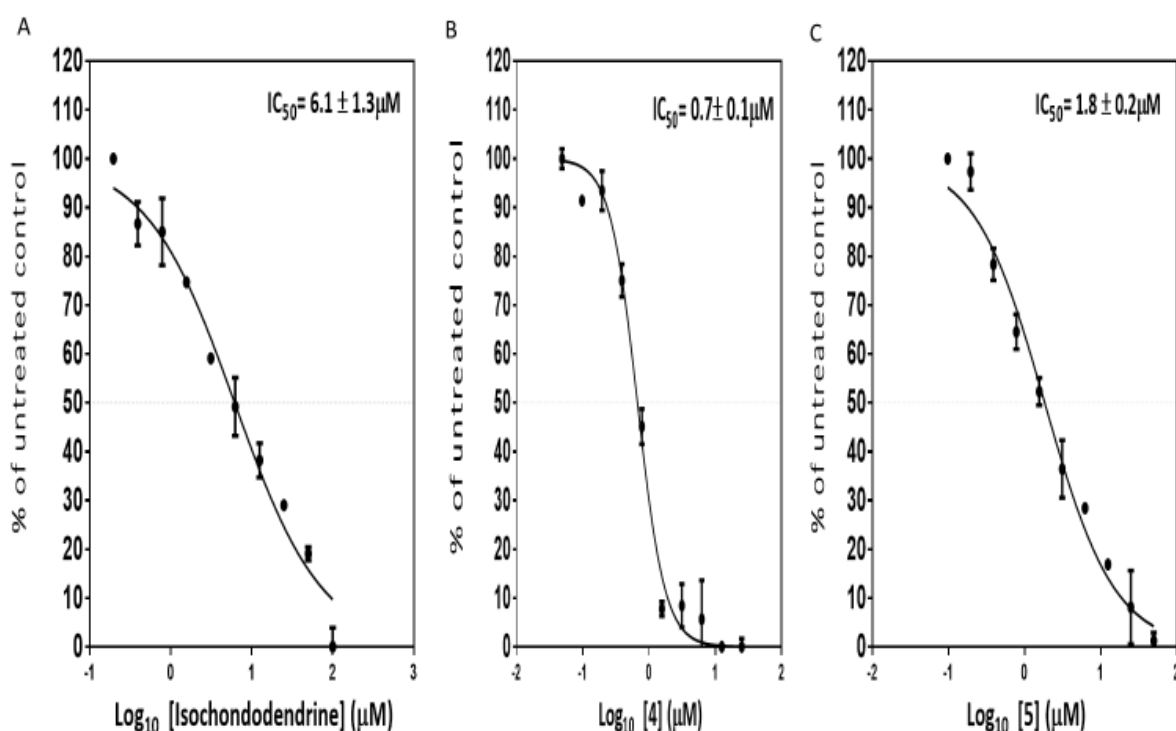 A
B
C
IC50= 6.1 ± 1.3µM
IC50= 0.7± 0.1µM
IC50= 1.8 ± 0.2µM
% of untreated control
120
110
100
90
80
70
60
50
40
30
20
10
0
-1 0 1 2 3
Log10 [Isochondodendrine] (µM)
% of untreated control
120
110
100
90
80
70
60
50
40
30
20
10
0
-2 -1 0 1 2
Log10 [4] (µM)
% of untreated control
120
110
100
90
80
70
60
50
40
30
20
10
0
-2 -1 0 1 2
Log10 [5] (µM)